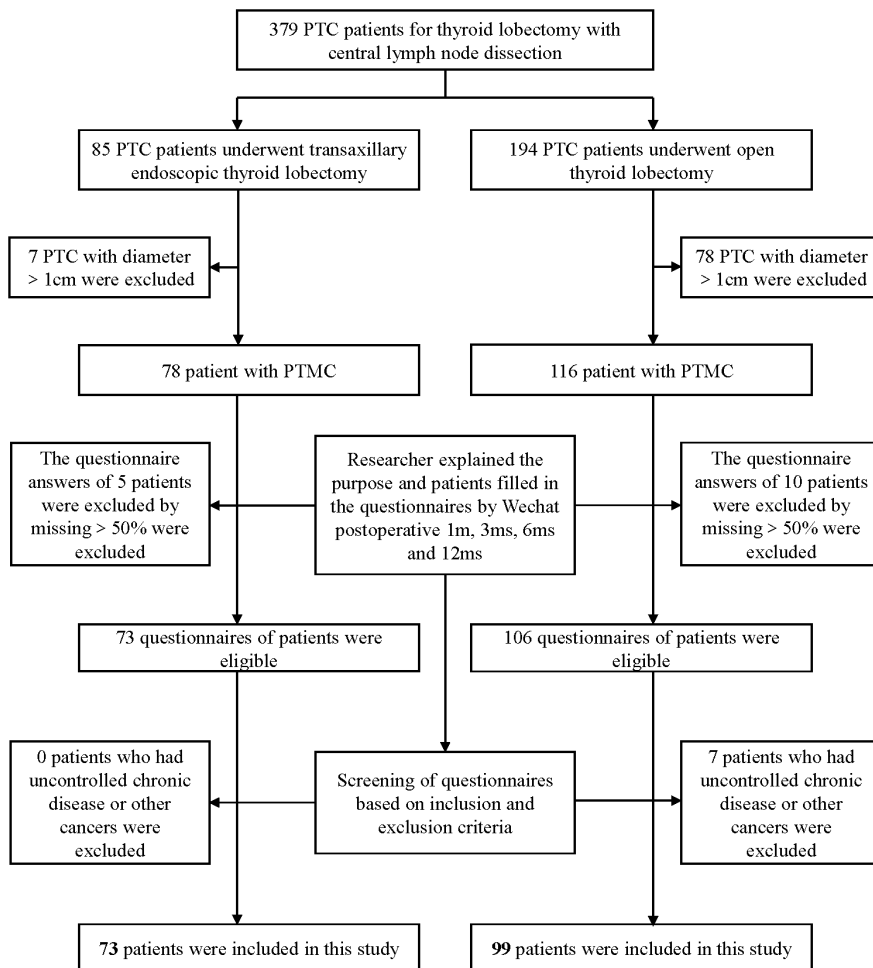 379 PTC patients for thyroid lobectomy with
central lymph node dissection
85 PTC patients underwent transaxillary
endoscopic thyroid lobectomy
194 PTC patients underwent open
thyroid lobectomy
7 PTC with diameter
> 1cm were excluded
78 PTC with diameter
> 1cm were excluded
78 patient with PTMC
116 patient with PTMC
The questionnaire
answers of 5 patients
were excluded by
missing > 50% were
excluded
Researcher explained the
purpose and patients filled in
the questionnaires by Wechat
postoperative 1m, 3ms, 6ms
and 12ms
The questionnaire
answers of 10 patients
were excluded by
missing > 50% were
excluded
73 questionnaires of patients were
eligible
106 questionnaires of patients were
eligible
0 patients who had
uncontrolled chronic
disease or other
cancers were
excluded
Screening of questionnaires
based on inclusion and
exclusion criteria
7 patients who had
uncontrolled chronic
disease or other
cancers were
excluded
73 patients were included in this study
99 patients were included in this study